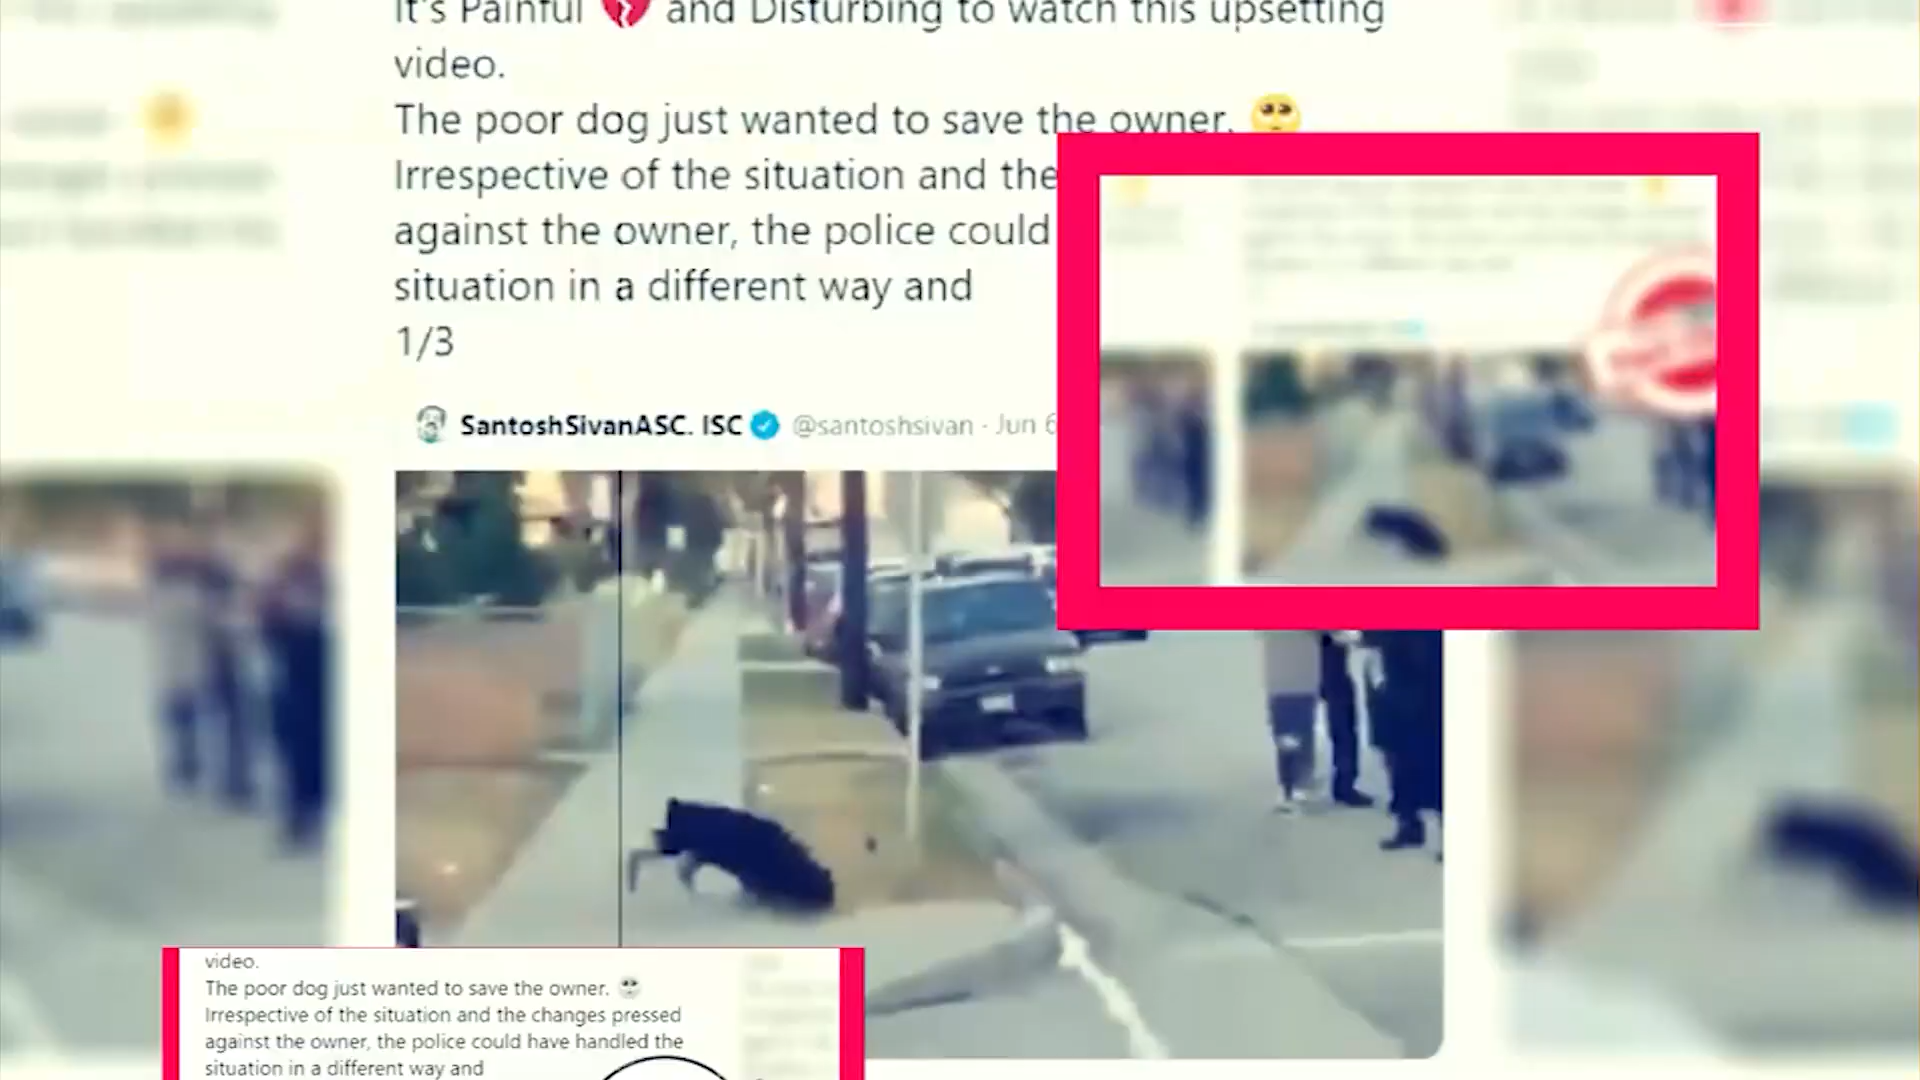 It's Painful 💔 and Disturbing to watch this upsetting
video.
The poor dog just wanted to save the owner. 🥺
Irrespective of the situation and the
against the owner, the police could
situation in a different way and
1/3
SantoshSivanASC. ISC @santoshsivan · Jun 6
video.
The poor dog just wanted to save the owner. 🥺
Irrespective of the situation and the changes pressed
against the owner, the police could have handled the
situation in a different way and